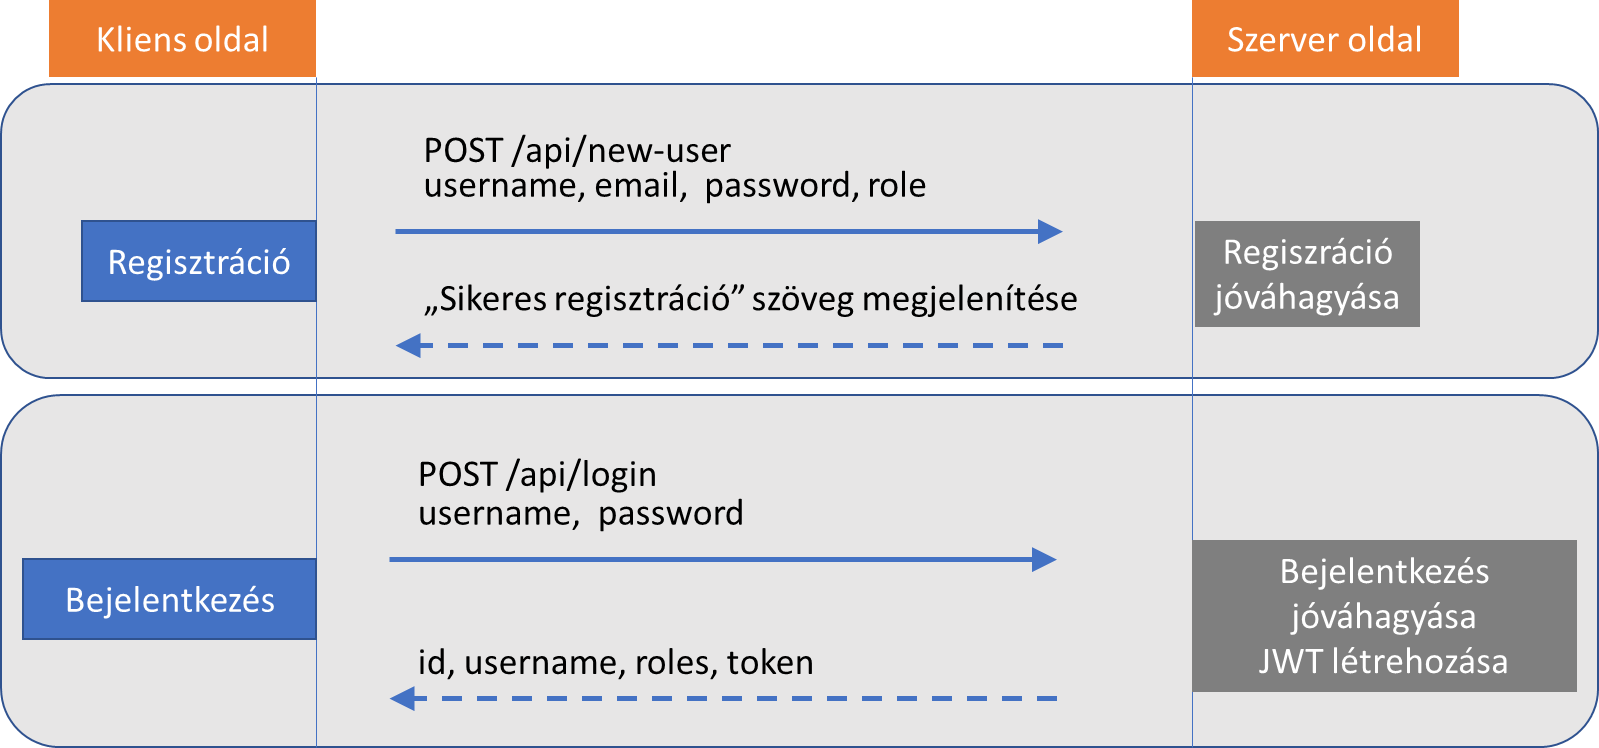 Kliens oldal
Szerver oldal
POST /api/new-user
username, email,  password, role
Regisztráció
Regiszráció
jóváhagyása
„Sikeres regisztráció” szöveg megjelenítése
POST /api/login
username,  password
Bejelentkezés
Bejelentkezés
jóváhagyása
JWT létrehozása
id, username, roles, token